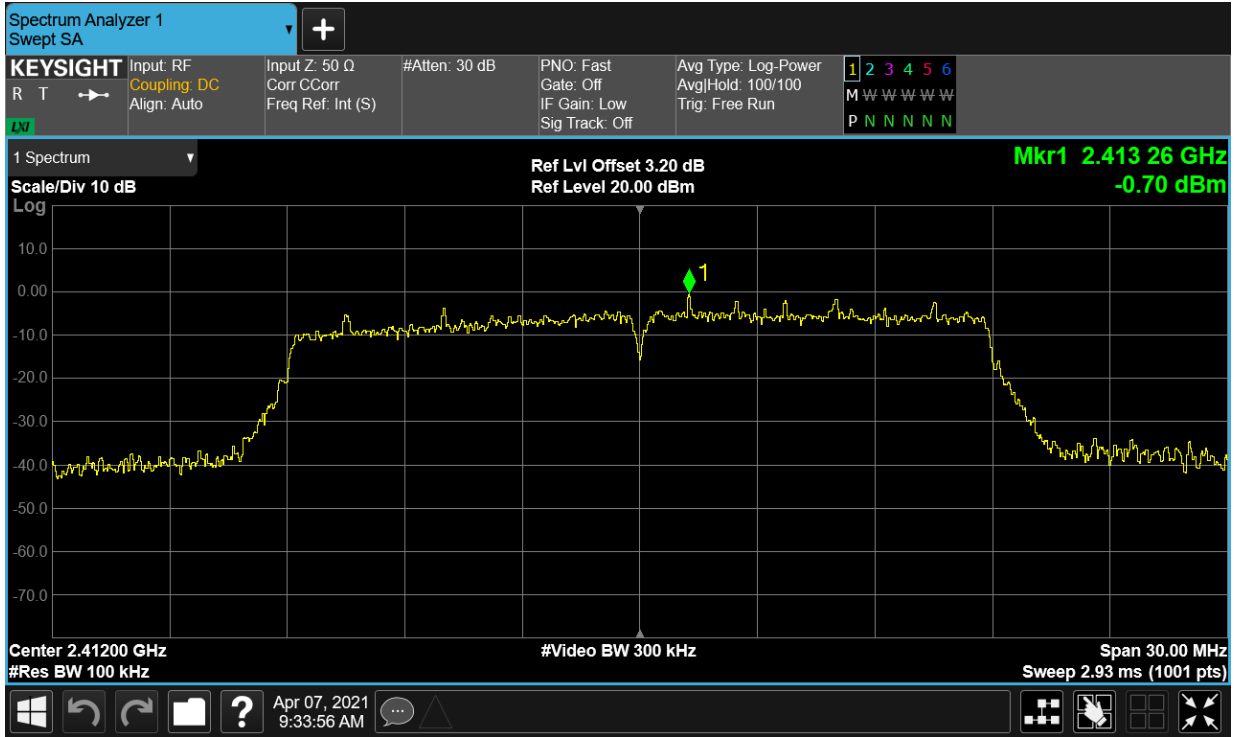 Spectrum Analyzer 1
Swept SA
KEYSIGHT
R T
LXI
Input: RF
Coupling: DC
Align: Auto
Input Z: 50 Ω
Corr CCorr
Freq Ref: Int (S)
#Atten: 30 dB
PNO: Fast
Gate: Off
IF Gain: Low
Sig Track: Off
Avg Type: Log-Power
Avg|Hold: 100/100
Trig: Free Run
1 2 3 4 5 6
M W W W W W
P N N N N N
1 Spectrum
Scale/Div 10 dB
Log
Ref Lvl Offset 3.20 dB
Ref Level 20.00 dBm
Mkr1 2.413 26 GHz
-0.70 dBm
10.0
0.00
-10.0
-20.0
-30.0
-40.0
-50.0
-60.0
-70.0
1
Center 2.41200 GHz
#Res BW 100 kHz
#Video BW 300 kHz
Span 30.00 MHz
Sweep 2.93 ms (1001 pts)
?
Apr 07, 2021
9:33:56 AM